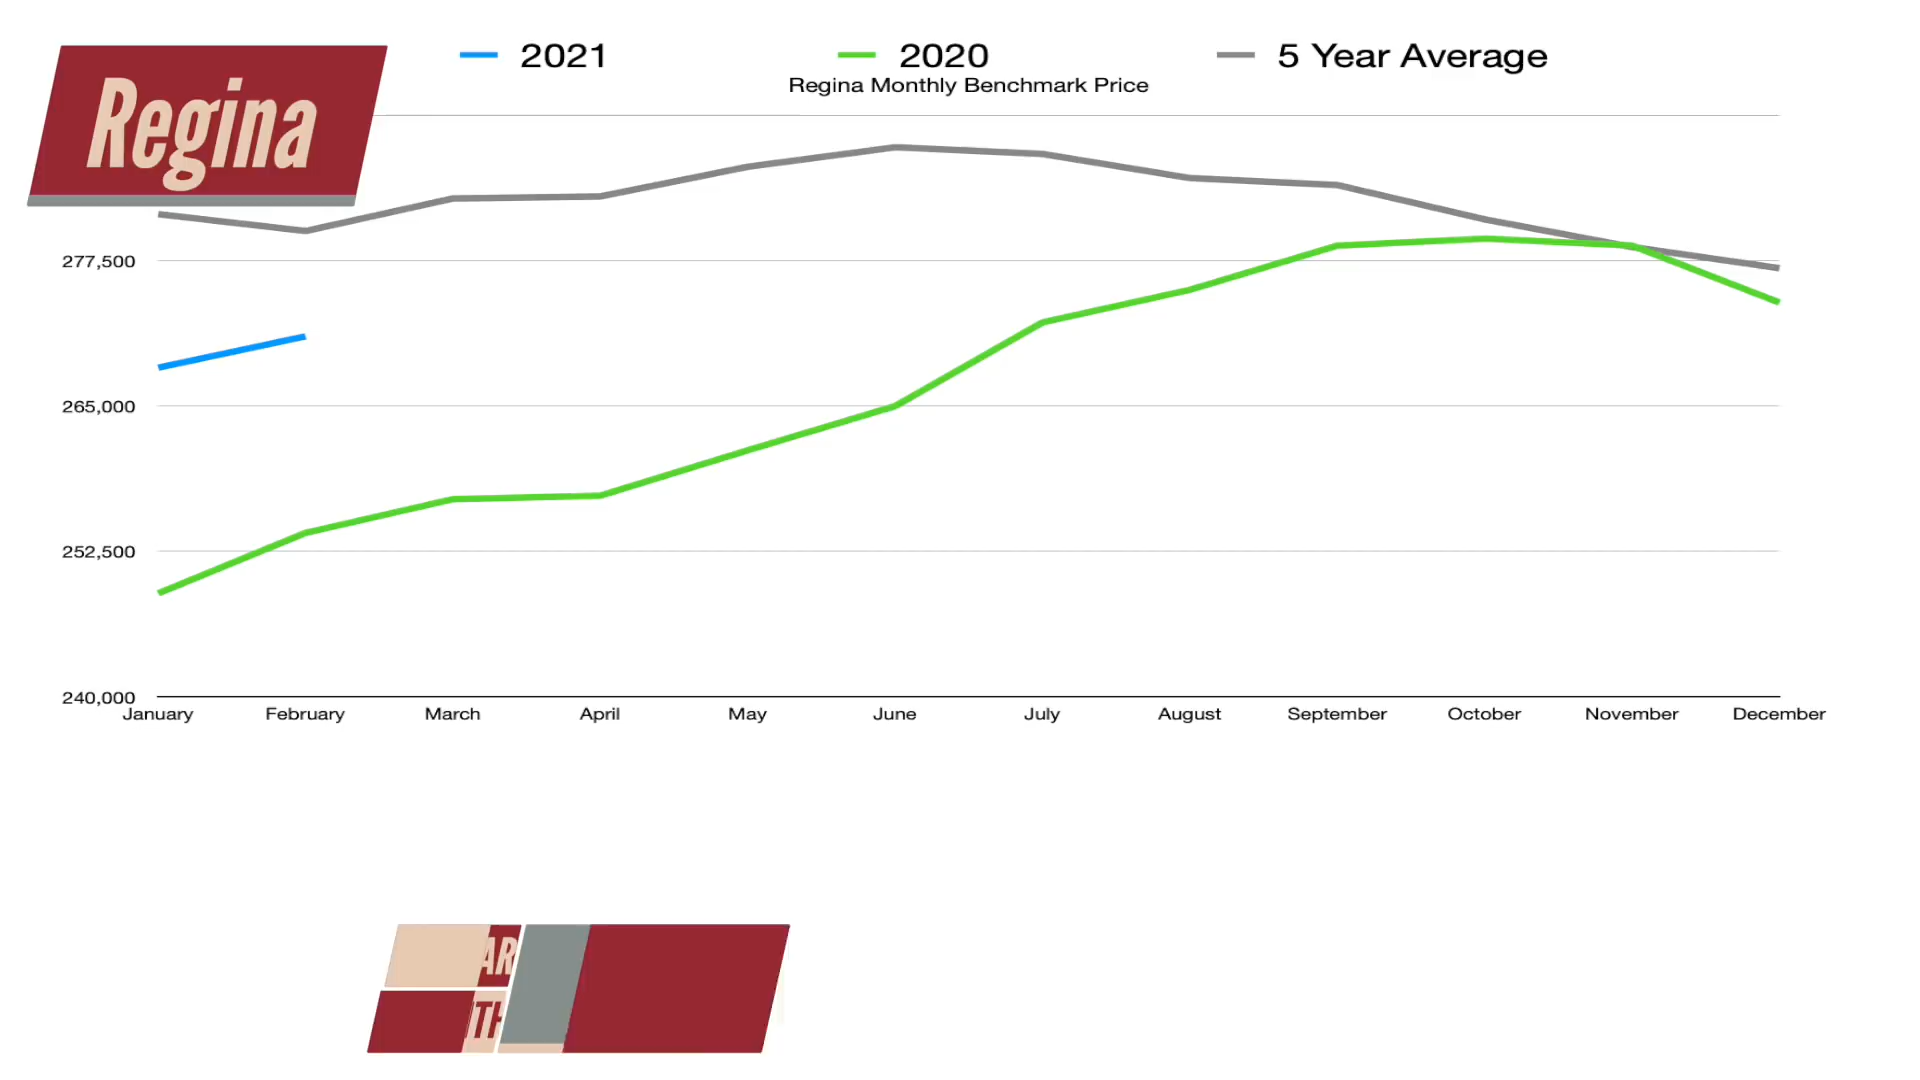 Regina
2021 2020 5 Year Average
Regina Monthly Benchmark Price
277,500
265,000
252,500
240,000
January February March April May June July August September October November December